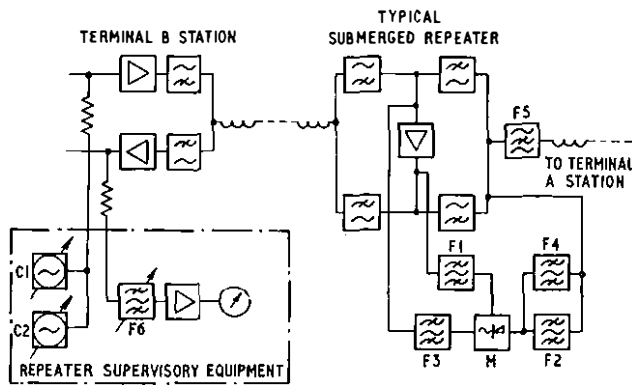 TYPICAL
SUBMERGED REPEATER
TERMINAL B STATION
F5
TO TERMINAL
A STATION
F1
F4
C1
C2
F6
F3
M
F2
REPEATER SUPERVISORY EQUIPMENT